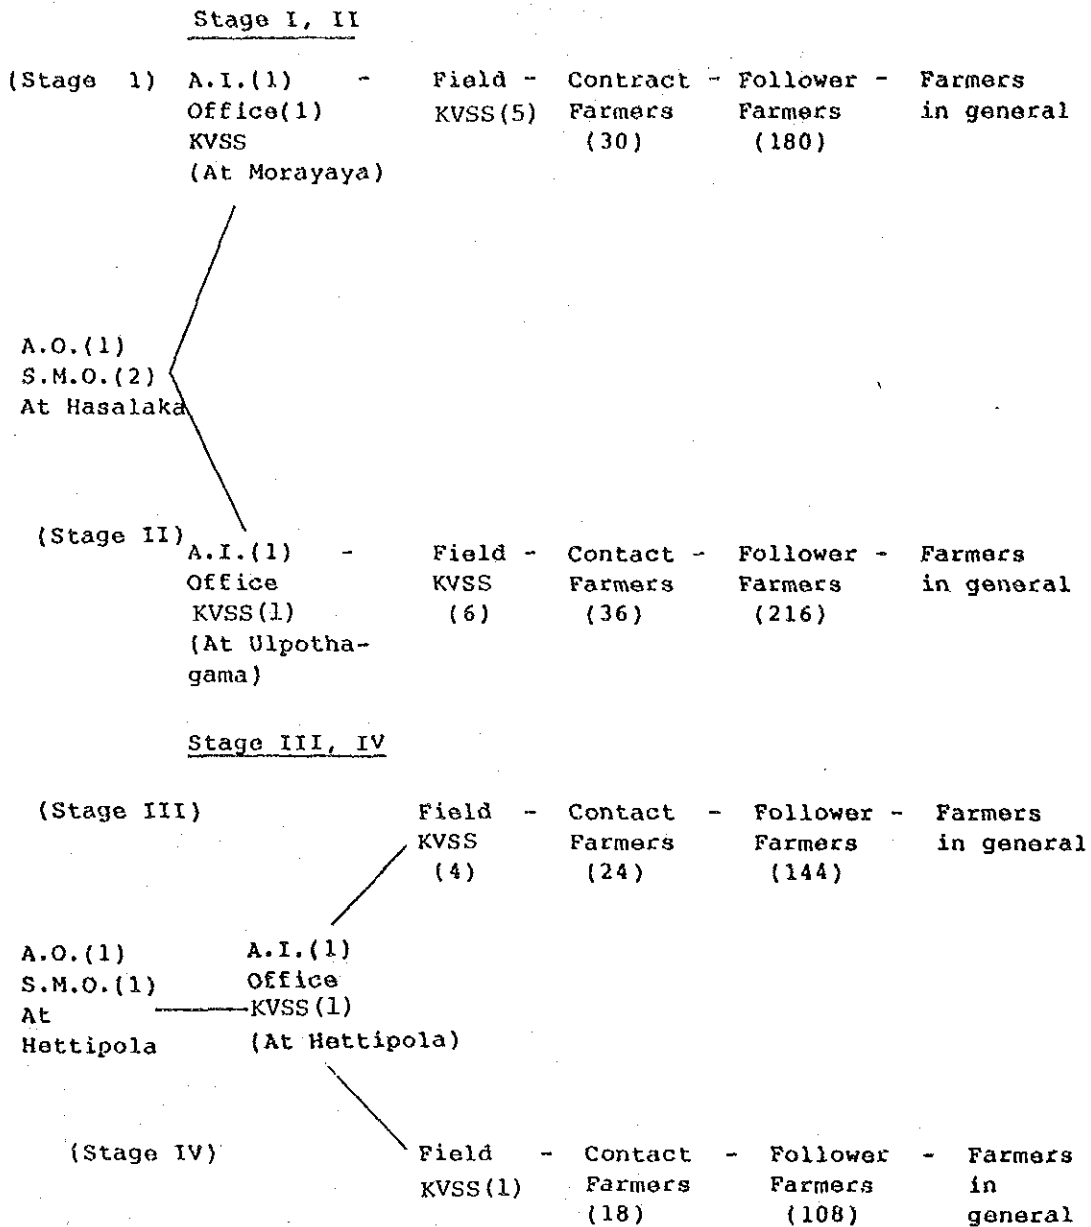 Stage I, II
(Stage 1) A.I.(1) - Field - Contract - Follower - Farmers
Office(1) KVSS(5) Farmers Farmers in general
KVSS (30) (180)
(At Morayaya)
A.O.(1)
S.M.O.(2)
At Hasalaka
(Stage II) A.I.(1) - Field - Contact - Follower - Farmers
Office KVSS Farmers Farmers in general
KVSS(1) (6) (36) (216)
(At Ulpotha-
gama)
Stage III, IV
(Stage III) Field - Contact - Follower - Farmers
KVSS Farmers Farmers in general
(4) (24) (144)
A.O.(1) A.I.(1)
S.M.O.(1) Office
At KVSS(1)
Hettipola (At Hettipola)
(Stage IV) Field - Contact - Follower - Farmers
KVSS(1) Farmers Farmers in
(18) (108) general